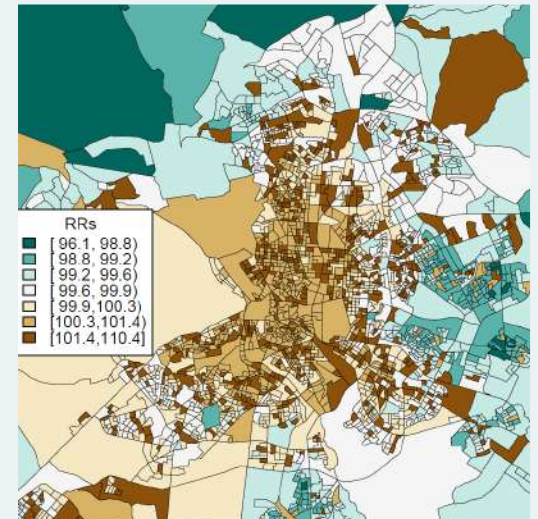 RRs
[ 96.1, 98.8)
[ 98.8, 99.2)
[ 99.2, 99.6)
[ 99.6, 99.9)
[ 99.9,100.3)
[100.3,101.4)
[101.4,110.4]